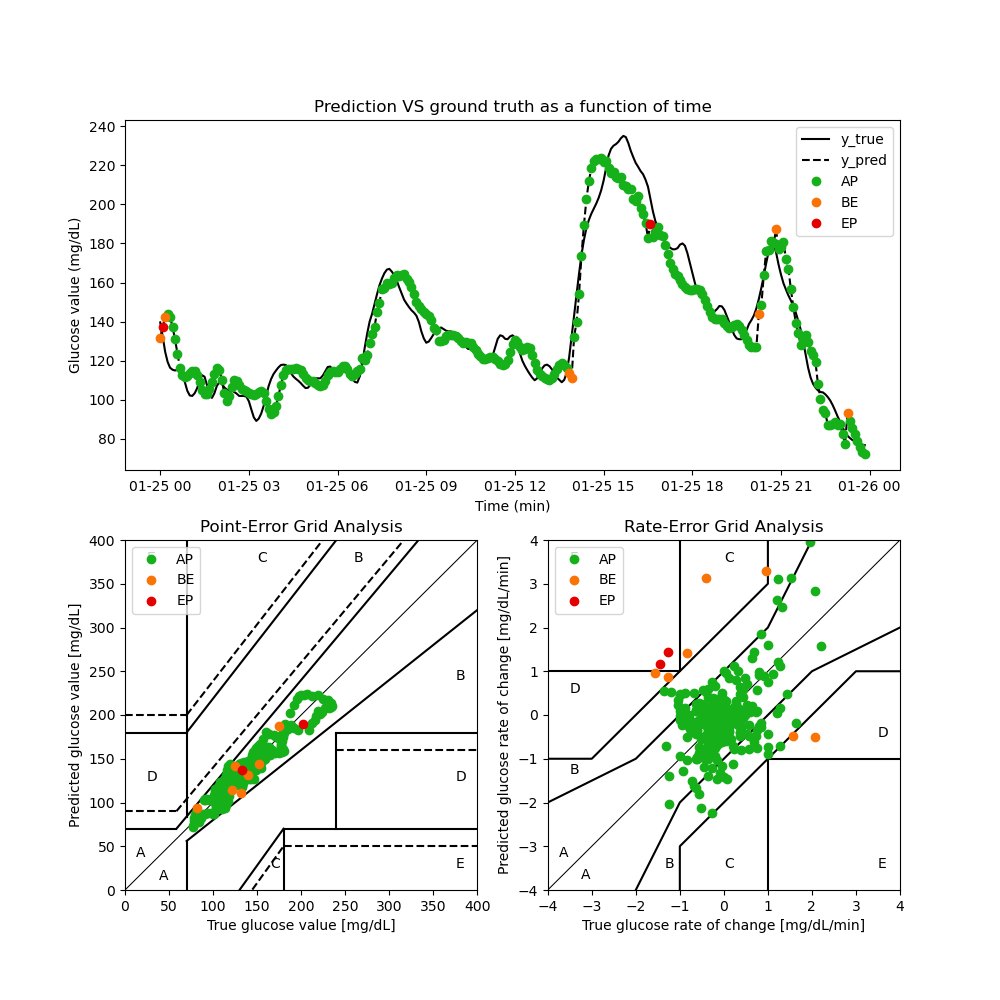 Prediction VS ground truth as a function of time
Glucose value (mg/dL)
240
220
200
180
160
140
120
100
80
y_true
y_pred
AP
BE
EP
01-25 00 01-25 03 01-25 06 01-25 09 01-25 12 01-25 15 01-25 18 01-25 21 01-26 00
Time (min)
Point-Error Grid Analysis
Predicted glucose value [mg/dL]
400
350
300
250
200
150
100
50
0
AP
BE
EP
C B
B
D D
A
A C E
0 50 100 150 200 250 300 350 400
True glucose value [mg/dL]
Rate-Error Grid Analysis
Predicted glucose rate of change [mg/dL/min]
4
3
2
1
0
−1
−2
−3
−4
AP
BE
EP
C
D
D
B
A
A B C E
−4 −3 −2 −1 0 1 2 3 4
True glucose rate of change [mg/dL/min]